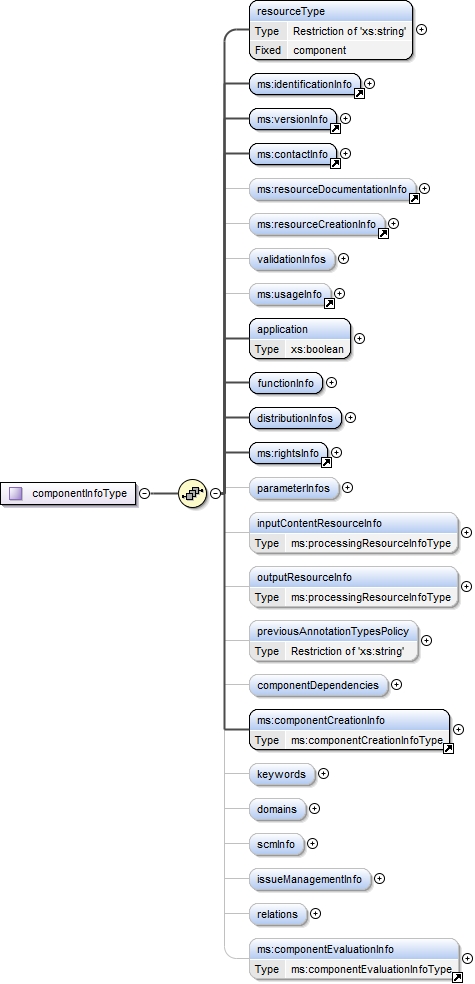 resourceType
Type Restriction of 'xs:string'
Fixed component
ms:identificationInfo
ms:versionInfo
ms:contactInfo
ms:resourceDocumentationInfo
ms:resourceCreationInfo
validationInfos
ms:usageInfo
application
Type xs:boolean
functionInfo
distributionInfos
ms:rightsInfo
componentInfoType
parameterInfos
inputContentResourceInfo
Type ms:processingResourceInfoType
outputResourceInfo
Type ms:processingResourceInfoType
previousAnnotationTypesPolicy
Type Restriction of 'xs:string'
componentDependencies
ms:componentCreationInfo
Type ms:componentCreationInfoType
keywords
domains
scmInfo
issueManagementInfo
relations
ms:componentEvaluationInfo
Type ms:componentEvaluationInfoType